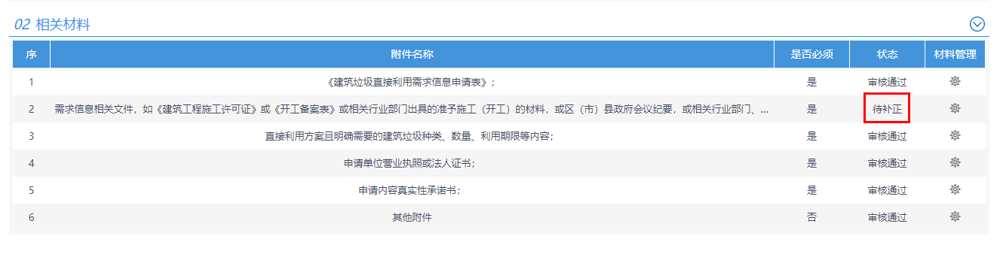 02 相关材料
序 附件名称 是否必须 状态 材料管理
1 《建筑垃圾直接利用需求信息申请表》; 是 审核通过
2 需求信息相关文件，如《建筑工程施工许可证》或《开工备案表》或相关行业部门出具的准予施工（开工）的材料，或区（市）县政府会议纪要，或相关行业部门、... 是 待补正
3 直接利用方案且明确需要的建筑垃圾种类、数量、利用期限等内容; 是 审核通过
4 申请单位营业执照或法人证书; 是 审核通过
5 申请内容真实性承诺书; 是 审核通过
6 其他附件 否 审核通过